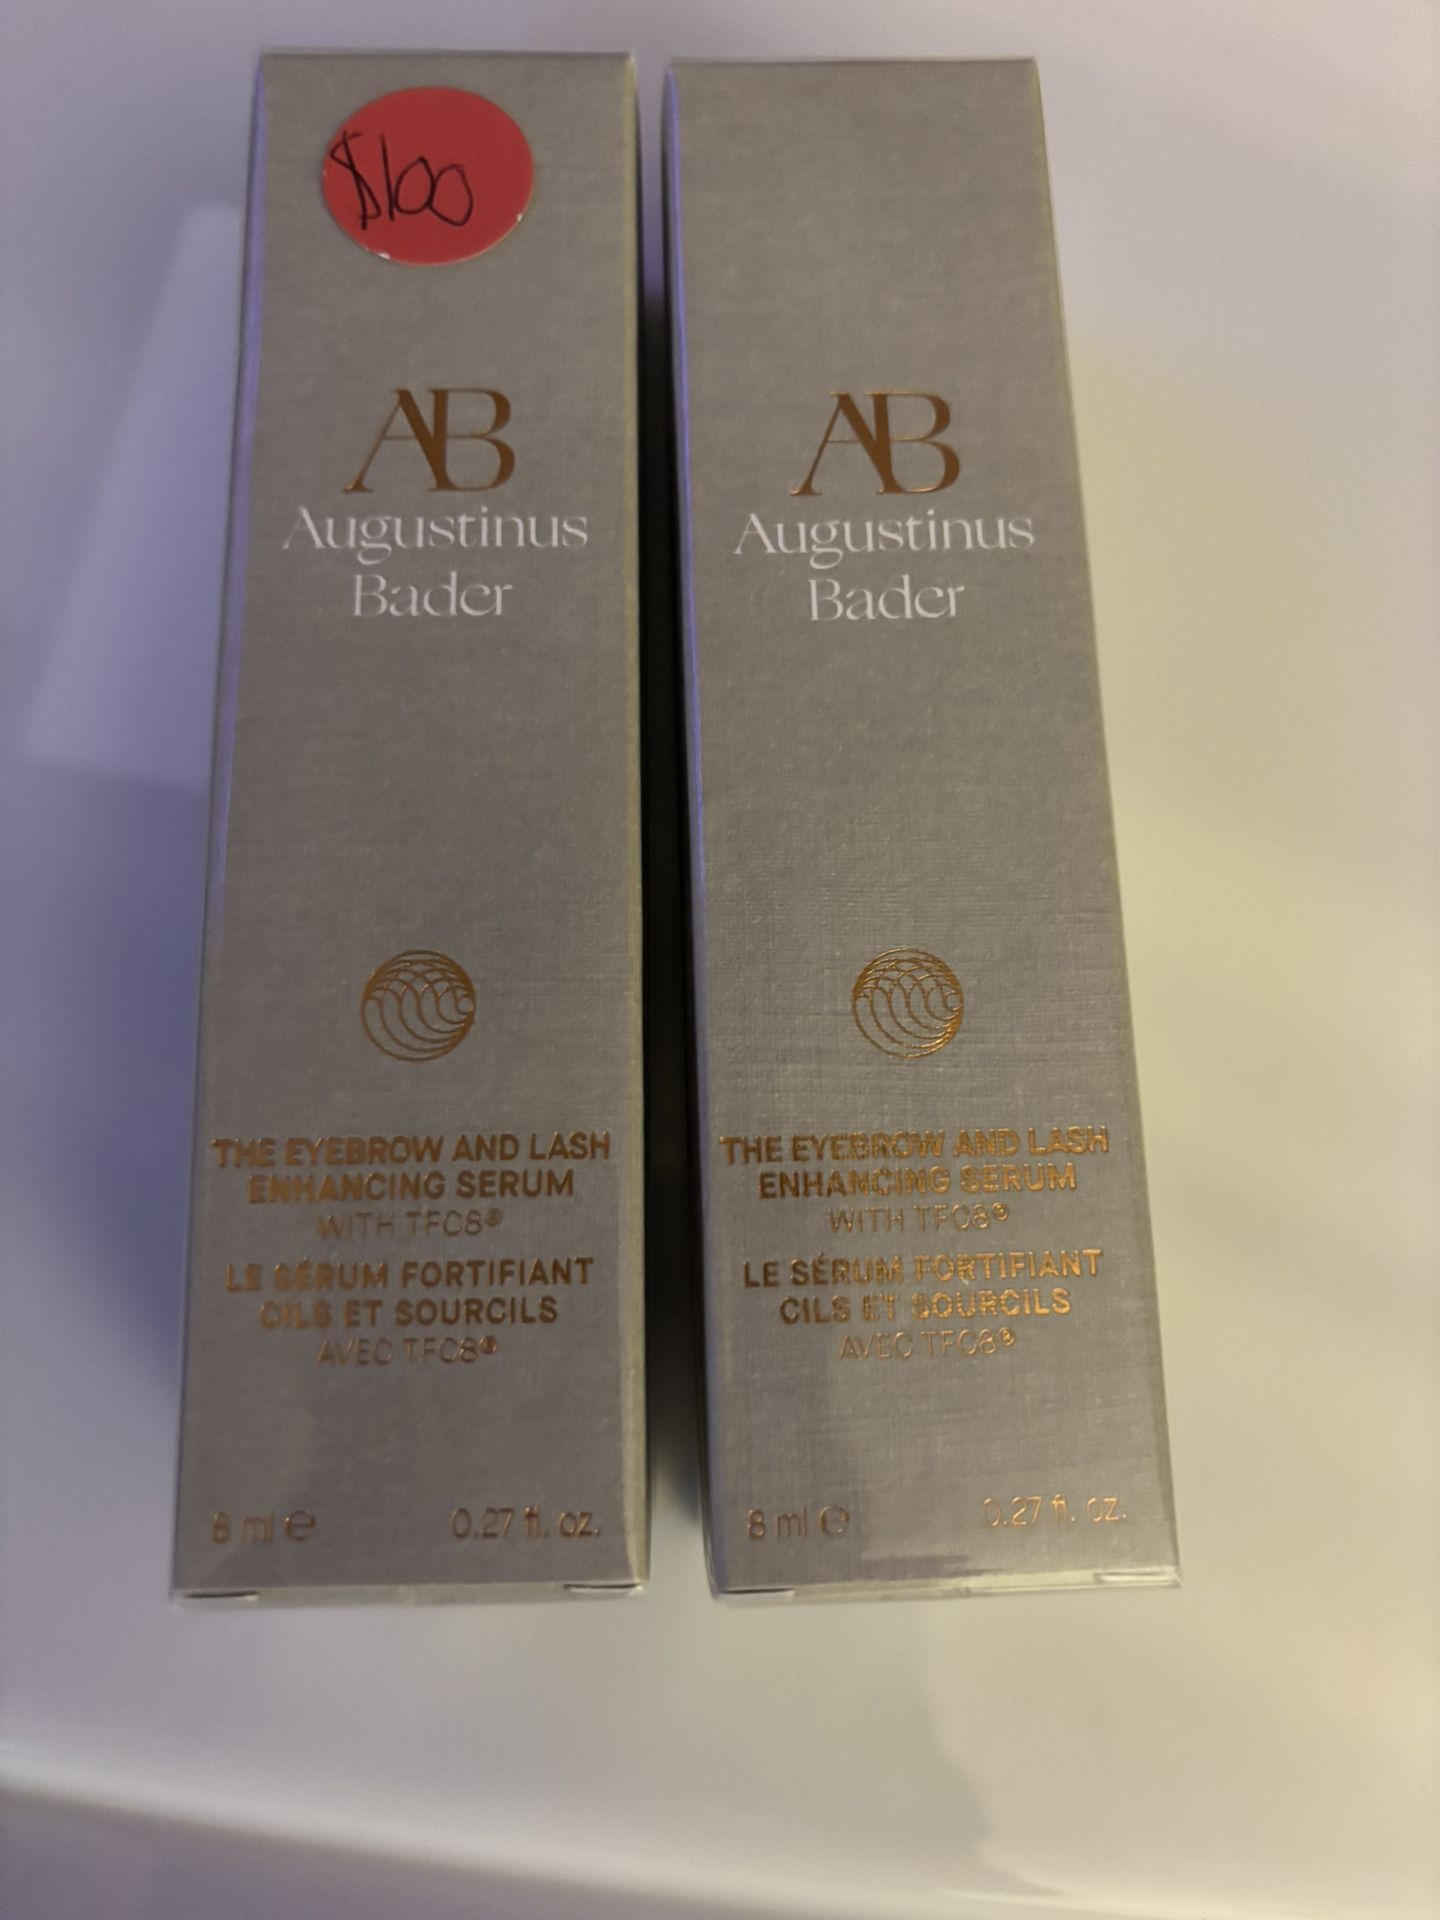 $100
AB
Augustinus
Bader
THE EYEBROW AND LASH
ENHANCING SERUM
WITH TFC8®
LE SÉRUM FORTIFIANT
CILS ET SOURCILS
AVEC TFC8®
8 ml ℮ 0.27 fl. oz.
AB
Augustinus
Bader
THE EYEBROW AND LASH
ENHANCING SERUM
WITH TFC8®
LE SÉRUM FORTIFIANT
CILS ET SOURCILS
AVEC TFC8®
8 ml ℮ 0.27 fl. oz.